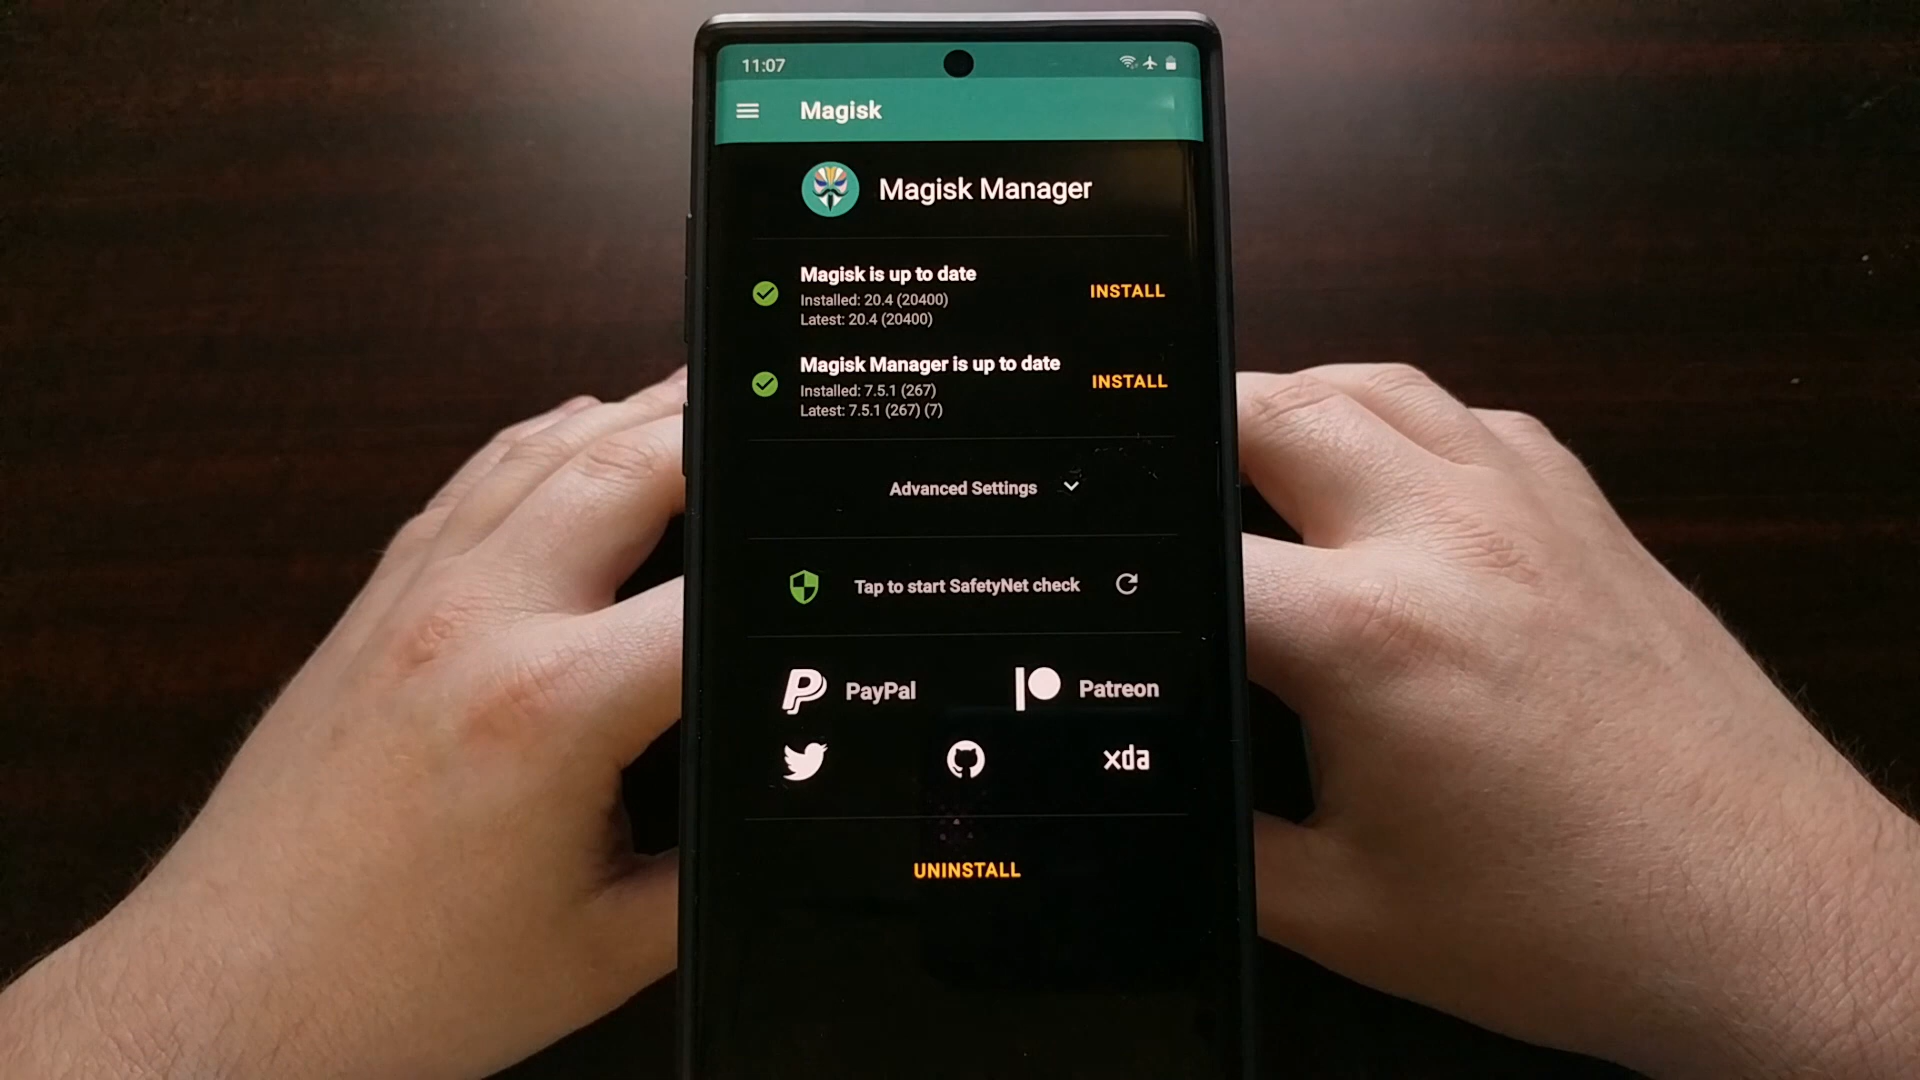 11:07
Magisk
Magisk Manager
Magisk is up to date
INSTALL
Installed: 20.4 (20400)
Latest: 20.4 (20400)
Magisk Manager is up to date
INSTALL
Installed: 7.5.1 (267)
Latest: 7.5.1 (267) (7)
Advanced Settings
Tap to start SafetyNet check
PayPal
Patreon
xda
UNINSTALL